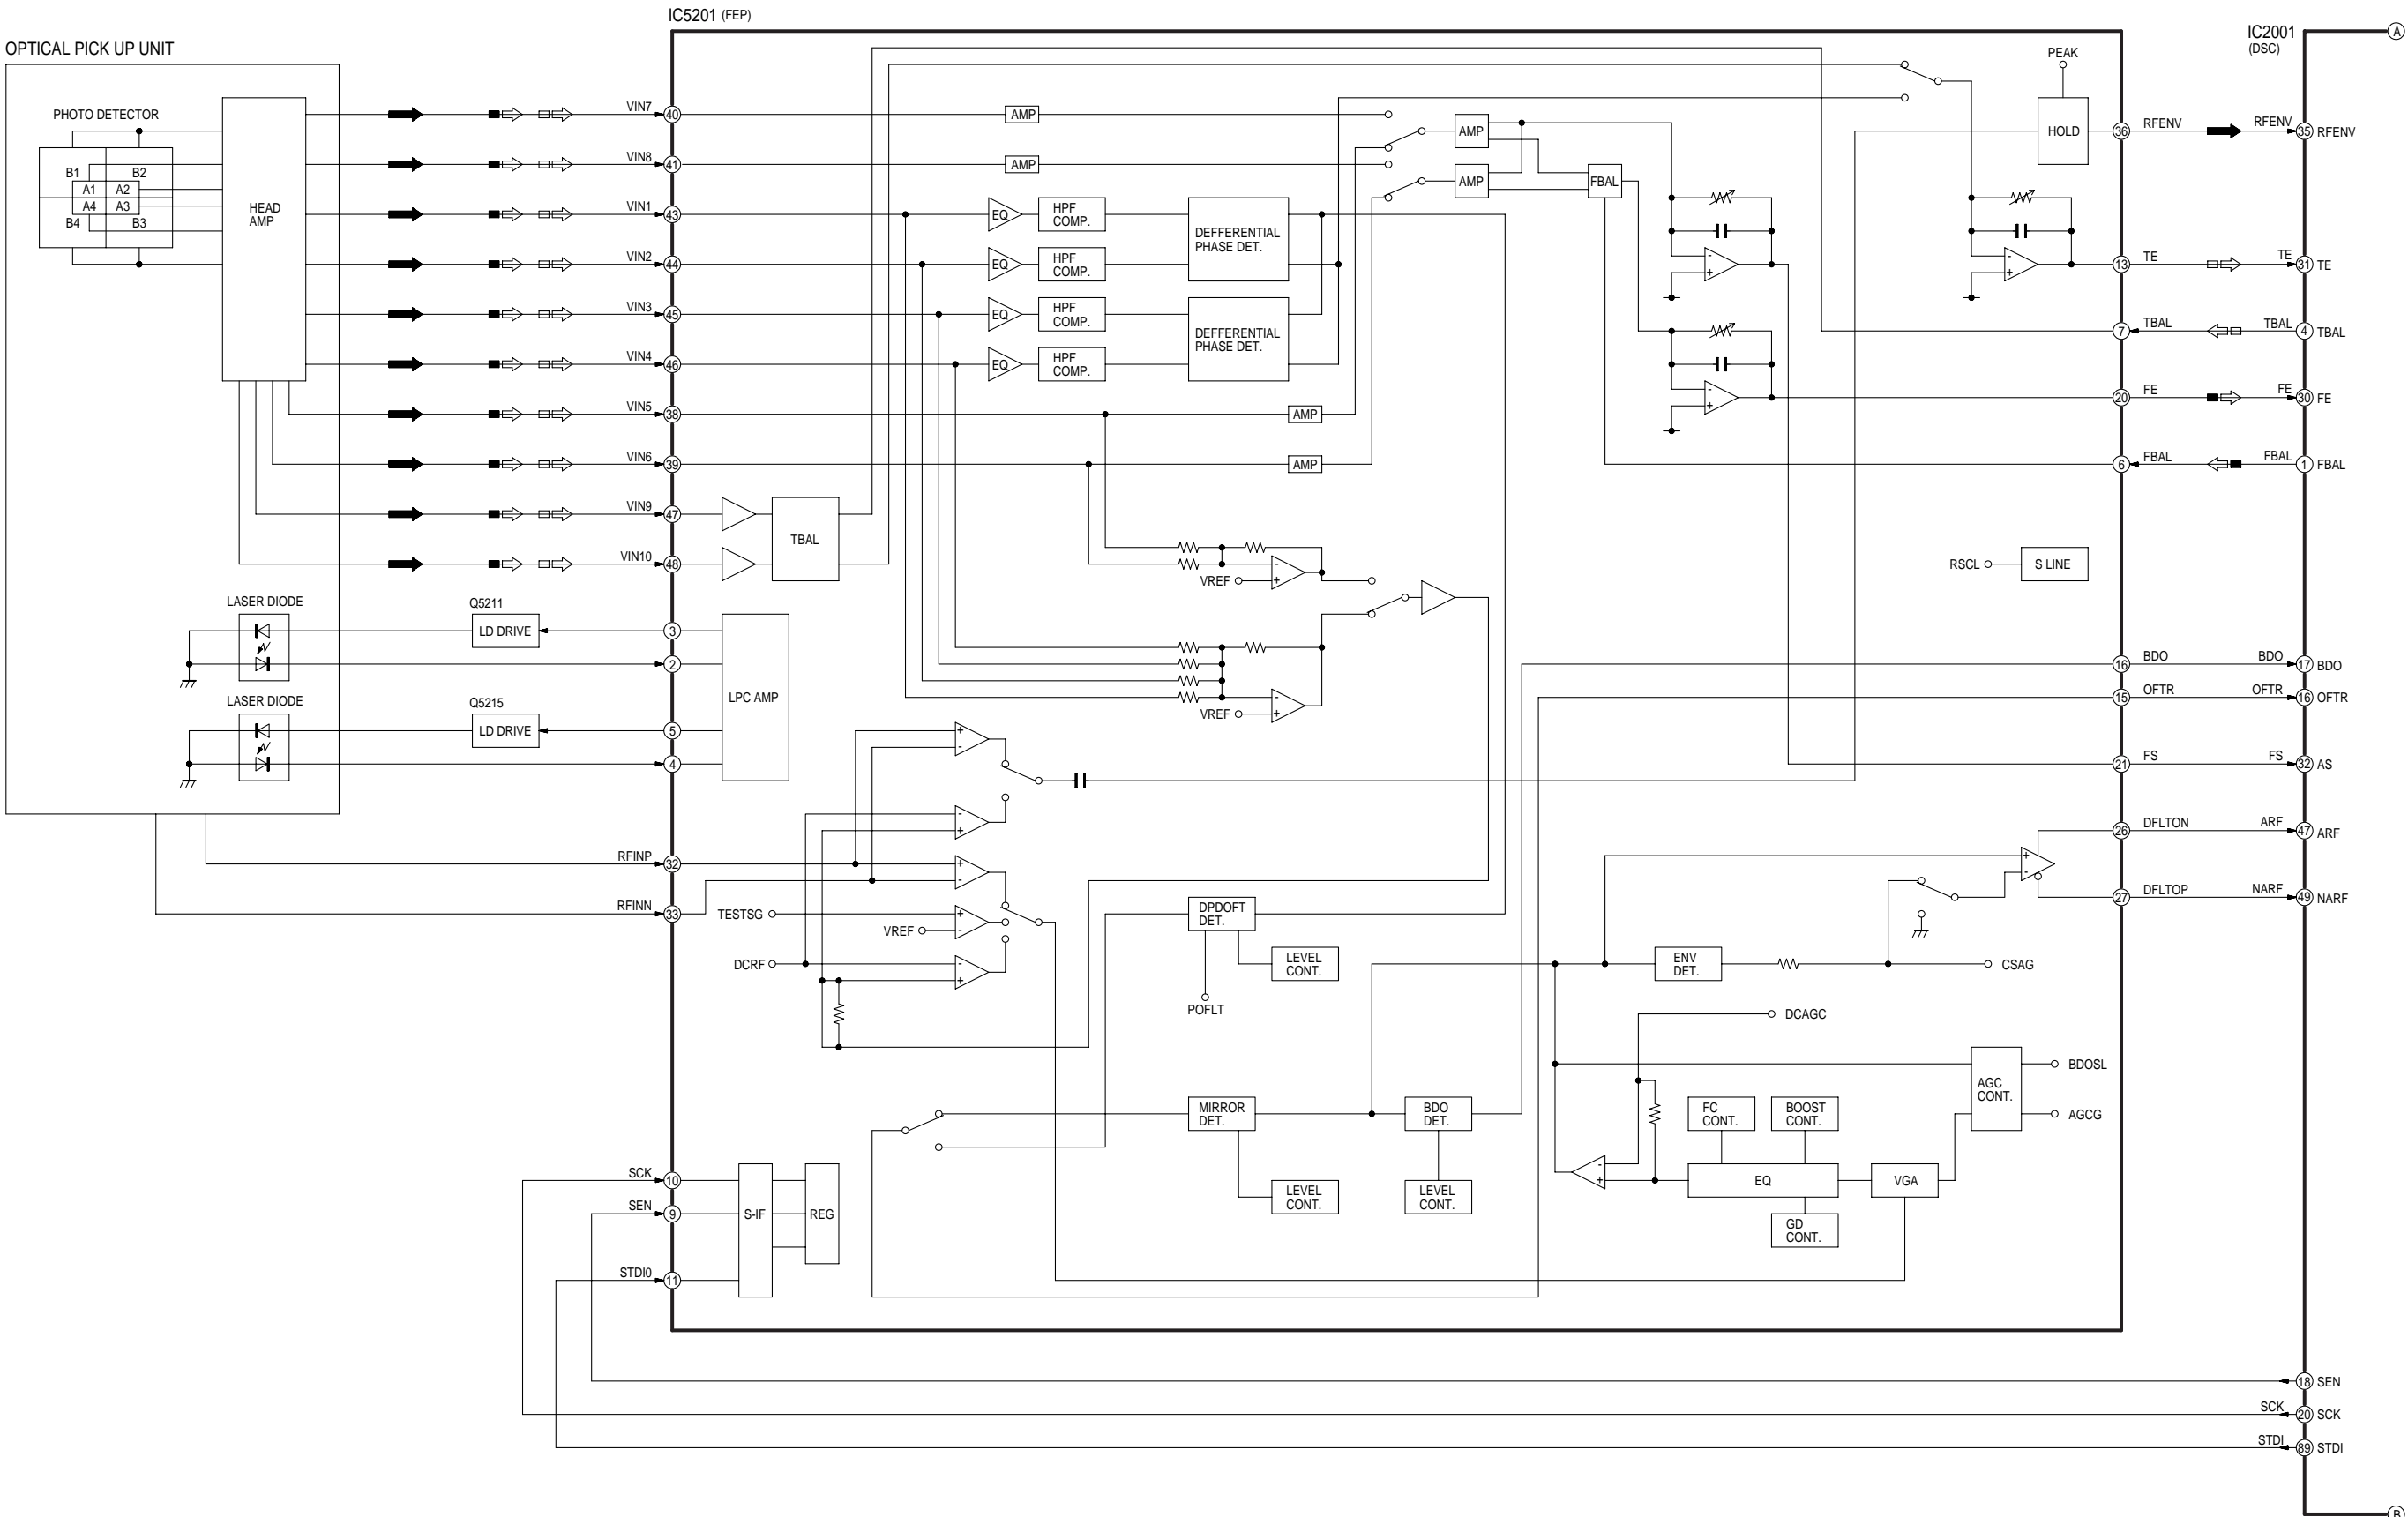 IC5201 (FEP)
OPTICAL PICK UP UNIT
IC2001
(DSC)
A
PEAK
PHOTO DETECTOR
B1
B2
A1
A2
A4
A3
B4
B3
HEAD
AMP
VIN7
40
AMP
VIN8
41
AMP
VIN1
43
EQ
HPF
COMP.
DEFFERENTIAL
PHASE DET.
VIN2
44
EQ
HPF
COMP.
VIN3
45
EQ
HPF
COMP.
DEFFERENTIAL
PHASE DET.
VIN4
46
EQ
HPF
COMP.
VIN5
38
AMP
VIN6
39
AMP
VIN9
47
TBAL
VIN10
48
AMP
AMP
FBAL
-
+
-
+
-
+
HOLD
36
RFENV
RFENV
35
RFENV
13
TE
TE
31
TE
7
TBAL
TBAL
4
TBAL
20
FE
FE
30
FE
6
FBAL
FBAL
1
FBAL
VREF
-
+
VREF
-
+
RSCL
S LINE
LASER DIODE
Q5211
LD DRIVE
3
2
LPC AMP
LASER DIODE
Q5215
LD DRIVE
5
4
16
BDO
BDO
17
BDO
15
OFTR
OFTR
16
OFTR
21
FS
FS
32
AS
26
DFLTON
ARF
47
ARF
27
DFLTOP
NARF
49
NARF
+
-
-
+
RFINP
32
+
-
RFINN
33
TESTSG
+
VREF
-
DCRF
-
+
DPDOFT
DET.
LEVEL
CONT.
POFLT
+
-
ENV
DET.
CSAG
DCAGC
AGC
CONT.
BDOSL
AGCG
MIRROR
DET.
BDO
DET.
LEVEL
CONT.
LEVEL
CONT.
FC
CONT.
BOOST
CONT.
-
+
EQ
VGA
GD
CONT.
SCK
10
SEN
9
STDI0
11
S-IF
REG
18
SEN
SCK
20
SCK
STDI
89
STDI
B